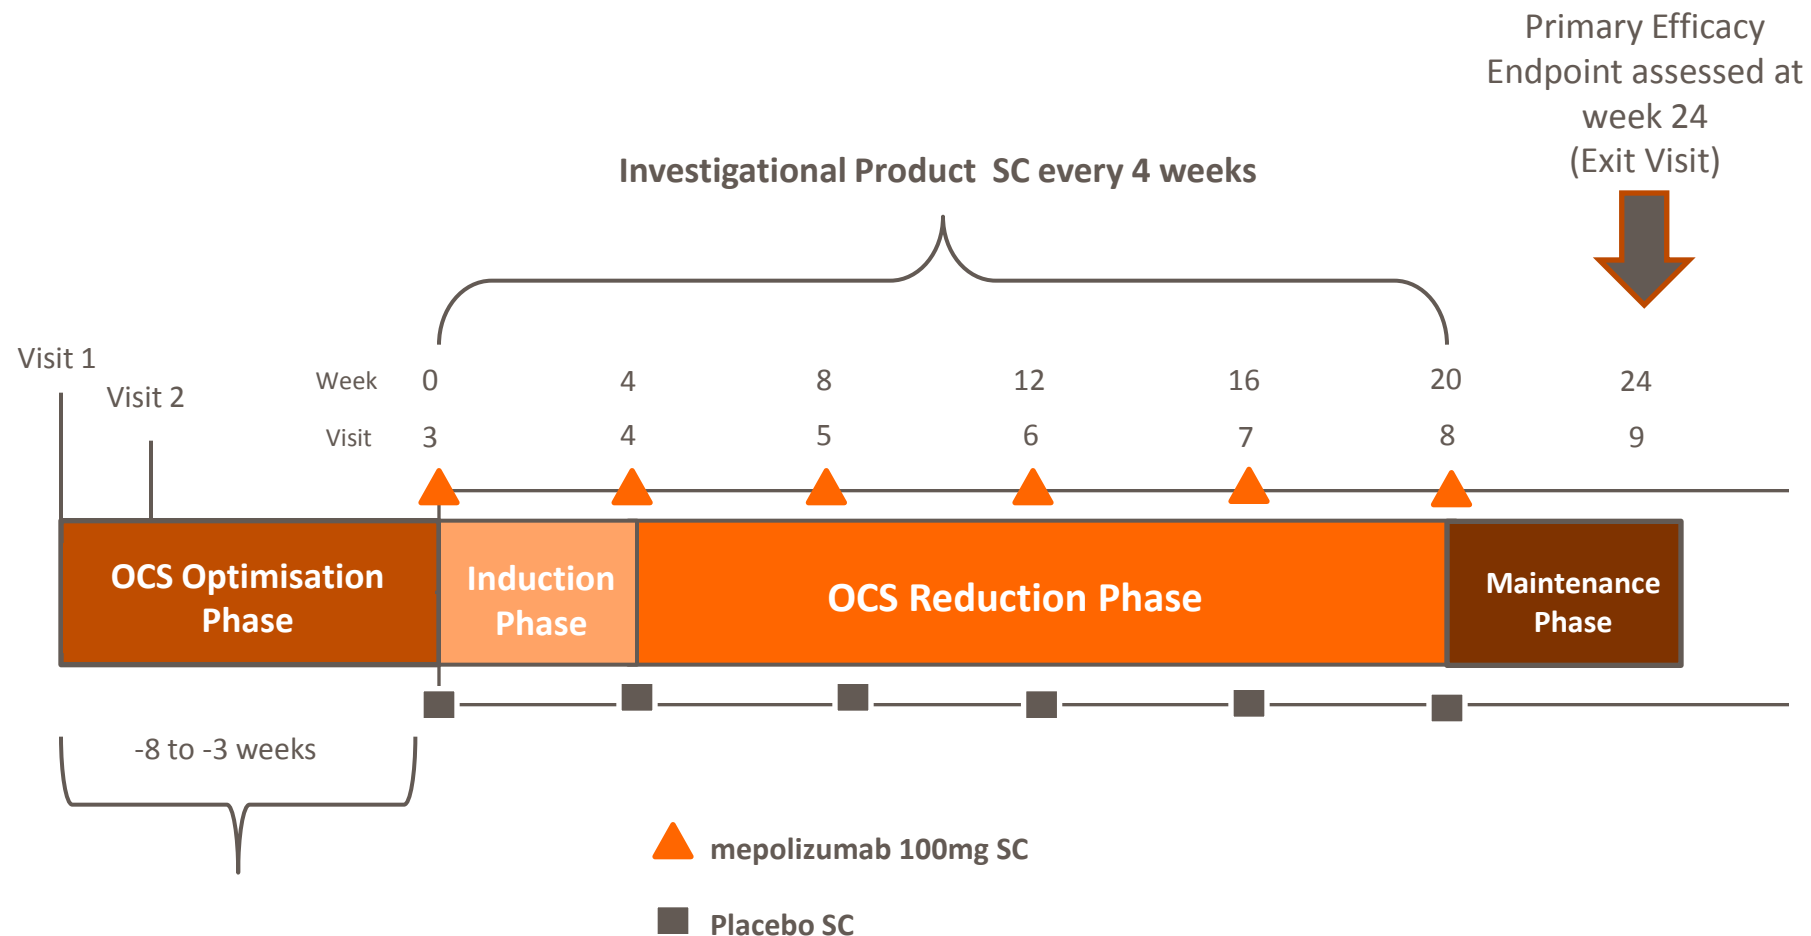 Primary Efficacy
Endpoint assessed at
week 24
(Exit Visit)
Investigational Product SC every 4 weeks
Visit 1
Visit 2
Week 0 4 8 12 16 20 24
Visit 3 4 5 6 7 8 9
OCS Optimisation
Phase
Induction
Phase
OCS Reduction Phase
Maintenance
Phase
-8 to -3 weeks
mepolizumab 100mg SC
Placebo SC